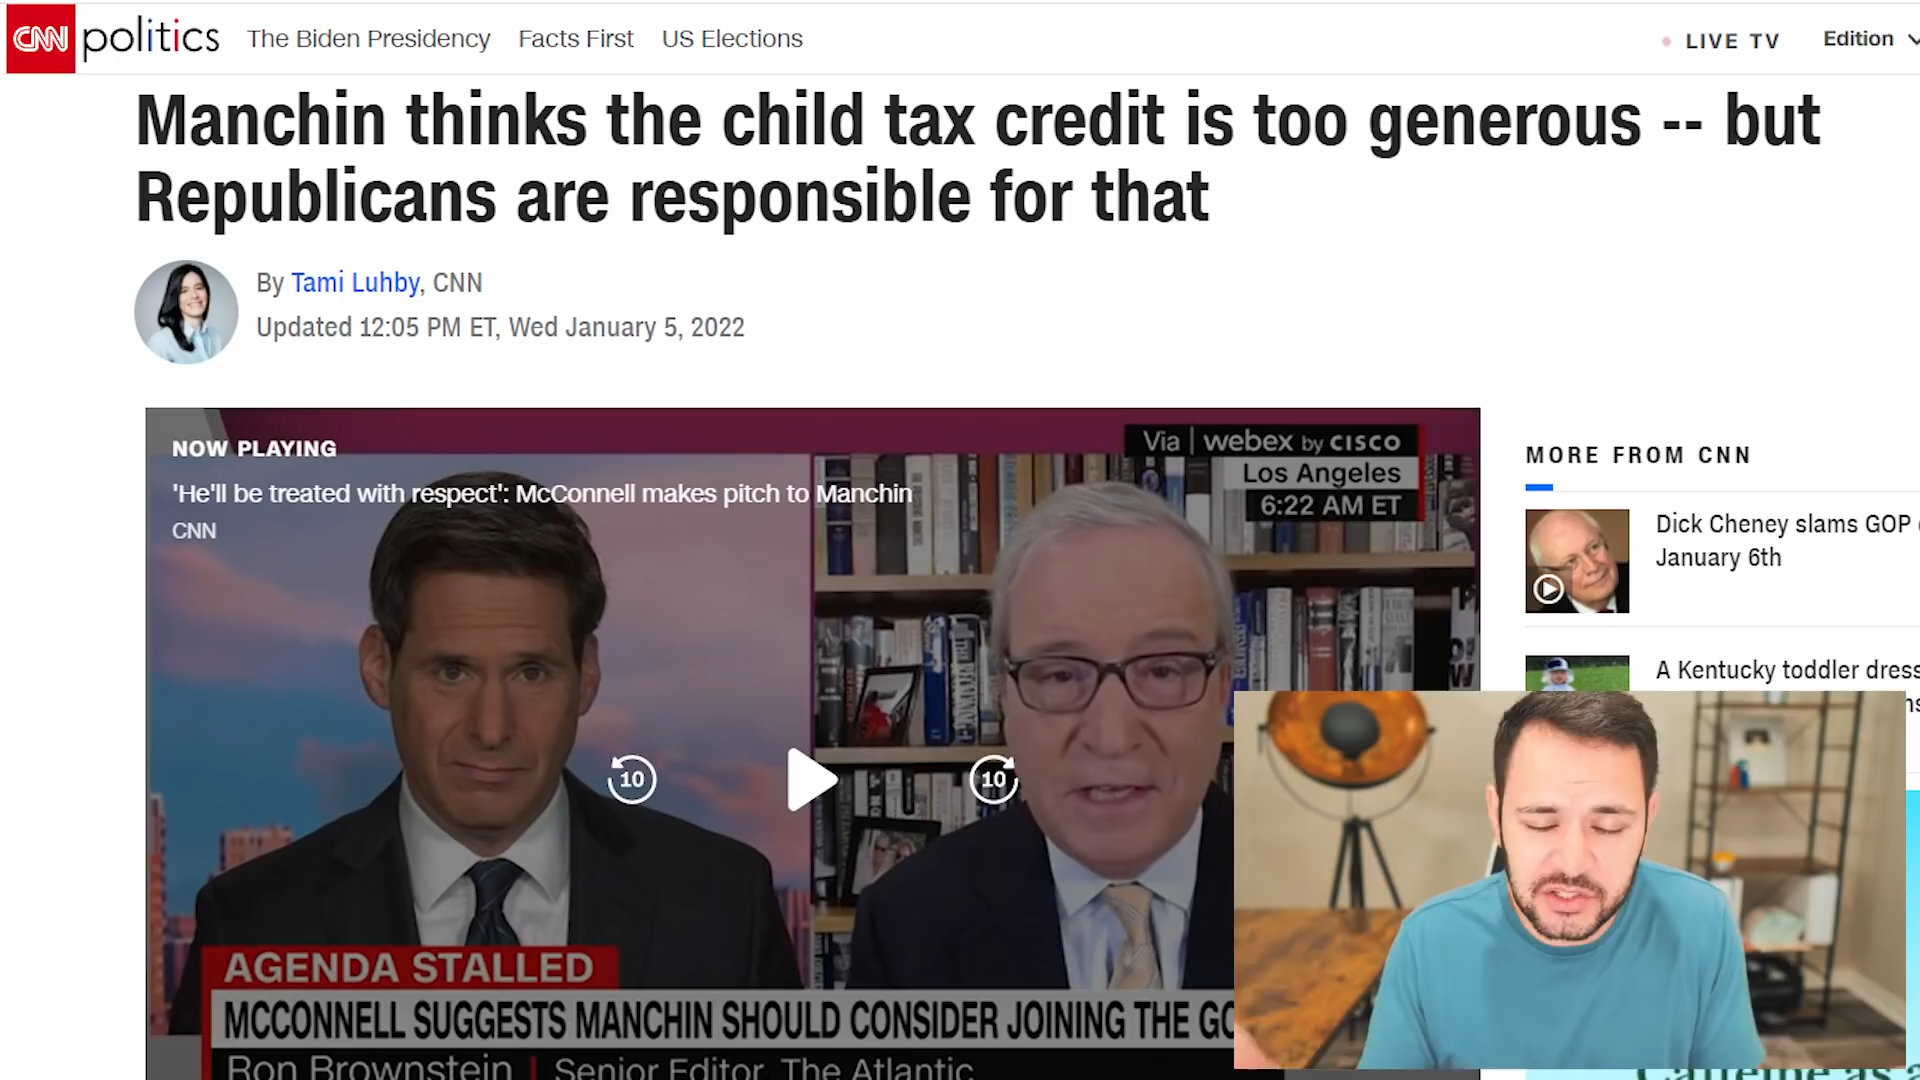 CNN politics The Biden Presidency Facts First US Elections LIVE TV Edition
Manchin thinks the child tax credit is too generous -- but
Republicans are responsible for that
By Tami Luhby, CNN
Updated 12:05 PM ET, Wed January 5, 2022
NOW PLAYING
'He'll be treated with respect': McConnell makes pitch to Manchin
CNN
Via | webex by CISCO
Los Angeles
6:22 AM ET
10
10
AGENDA STALLED
MCCONNELL SUGGESTS MANCHIN SHOULD CONSIDER JOINING THE GO
Ron Brownstein | Senior Editor, The Atlantic
MORE FROM CNN
Dick Cheney slams GOP
January 6th
A Kentucky toddler dress
Caffeine as a